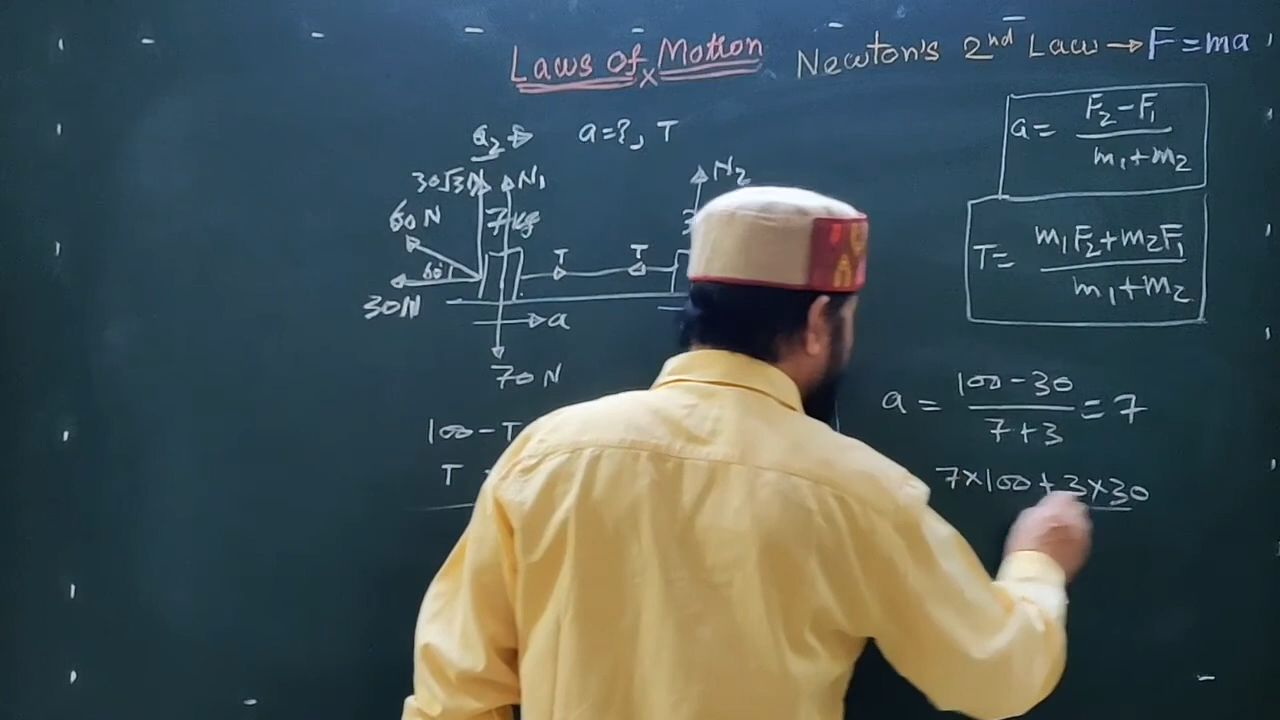 Laws of Motion Newton's 2nd Law → F = ma
a = (F₂ - F₁) / (m₁ + m₂)
T = (m₁F₂ + m₂F₁) / (m₁ + m₂)
a = ?, T
30√3N
N₁
N₂
60 N
7 kg
60°
T
T
30N
a
70 N
100 - T
T
a = (100 - 30) / (7 + 3) = 7
7×100 + 3×30